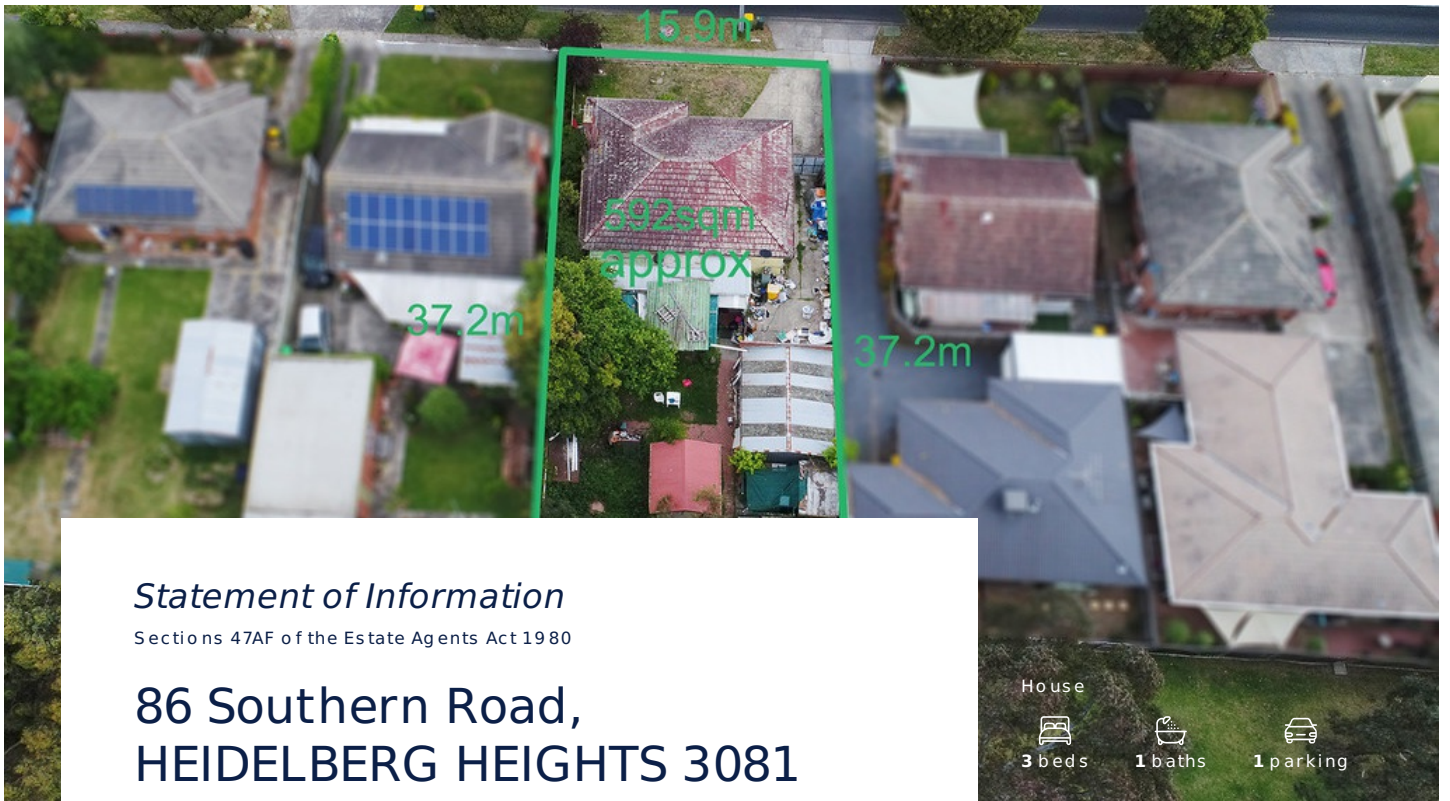 15.9m
592sqm
approx
37.2m
37.2m
Statement of Information
Sections 47AF of the Estate Agents Act 1980
86 Southern Road,
HEIDELBERG HEIGHTS 3081
House
3 beds 1 baths 1 parking